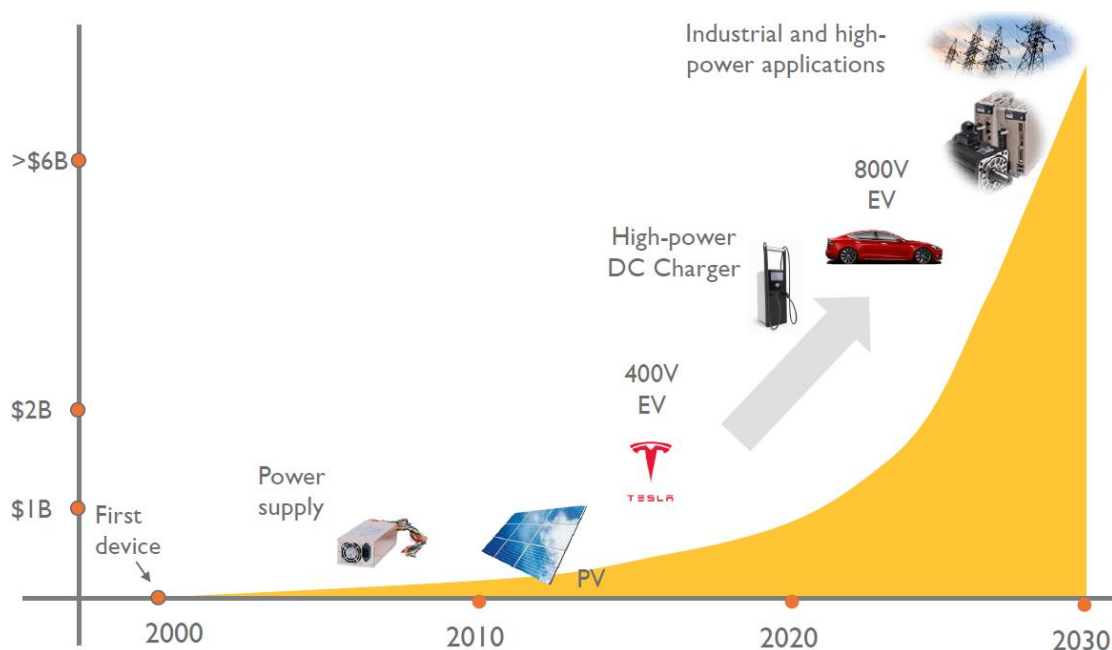 Industrial and high-
power applications
>$6B
800V
EV
High-power
DC Charger
400V
EV
$2B
TESLA
Power
supply
$1B
First
device
PV
2000
2010
2020
2030